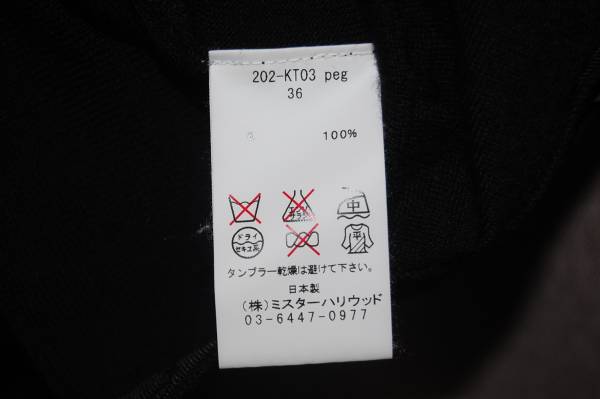 202-KT03 peg
36
100%
中
ドライ
セキユ系
平
タンブラー乾燥は避けて下さい。
日本製
(株)ミスターハリウッド
03-6447-0977